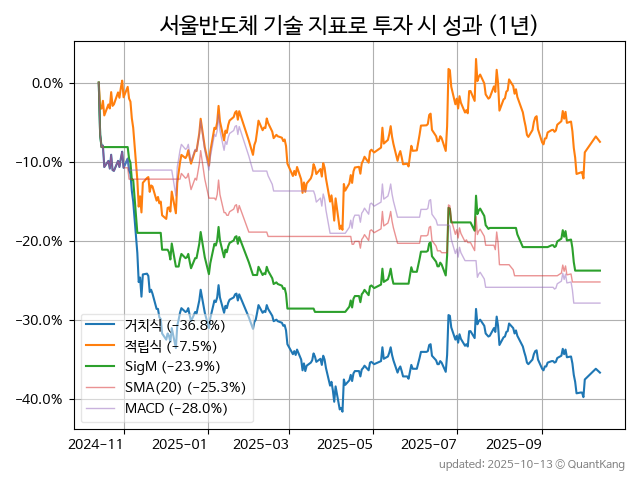 서울반도체 기술 지표로 투자 시 성과 (1년)
0.0%
−10.0%
−20.0%
−30.0%
−40.0%
거치식 (−36.8%)
적립식 (−7.5%)
SigM (−23.9%)
SMA(20) (−25.3%)
MACD (−28.0%)
2024−11 2025−01 2025−03 2025−05 2025−07 2025−09
updated: 2025-10-13 © QuantKang